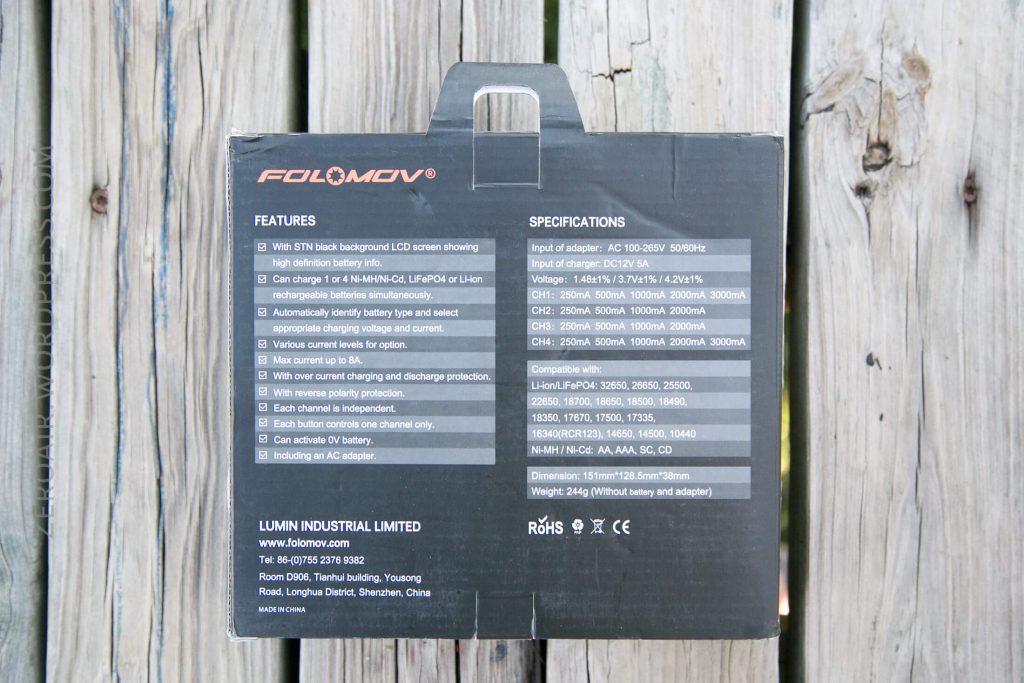 FOLOMOV®
FEATURES
☑ With STN black background LCD screen showing
high definition battery info.
☑ Can charge 1 or 4 Ni-MH/Ni-Cd, LiFePO4 or Li-ion
rechargeable batteries simultaneously.
☑ Automatically identify battery type and select
appropriate charging voltage and current.
☑ Various current levels for option.
☑ Max current up to 8A.
☑ With over current charging and discharge protection.
☑ With reverse polarity protection.
☑ Each channel is independent.
☑ Each button controls one channel only.
☑ Can activate 0V battery.
☑ Including an AC adapter.
LUMIN INDUSTRIAL LIMITED
www.folomov.com
Tel: 86-(0)755 2376 9382
Room D906, Tianhui building, Yousong
Road, Longhua District, Shenzhen, China
MADE IN CHINA
SPECIFICATIONS
Input of adapter: AC 100-265V 50/60Hz
Input of charger: DC12V 5A
Voltage: 1.48±1% / 3.7V±1% / 4.2V±1%
CH1: 250mA 500mA 1000mA 2000mA 3000mA
CH2: 250mA 500mA 1000mA 2000mA
CH3: 250mA 500mA 1000mA 2000mA
CH4: 250mA 500mA 1000mA 2000mA 3000mA
Compatible with:
Li-ion/LiFePO4: 32650, 26650, 25500,
22650, 18700, 18650, 18500, 18490,
18350, 17670, 17500, 17335,
16340(RCR123), 14650, 14500, 10440
Ni-MH / Ni-Cd: AA, AAA, SC, CD
Dimension: 151mm*128.5mm*38mm
Weight: 244g (Without battery and adapter)
RoHS CE
ZEROAIR.WORDPRESS.COM